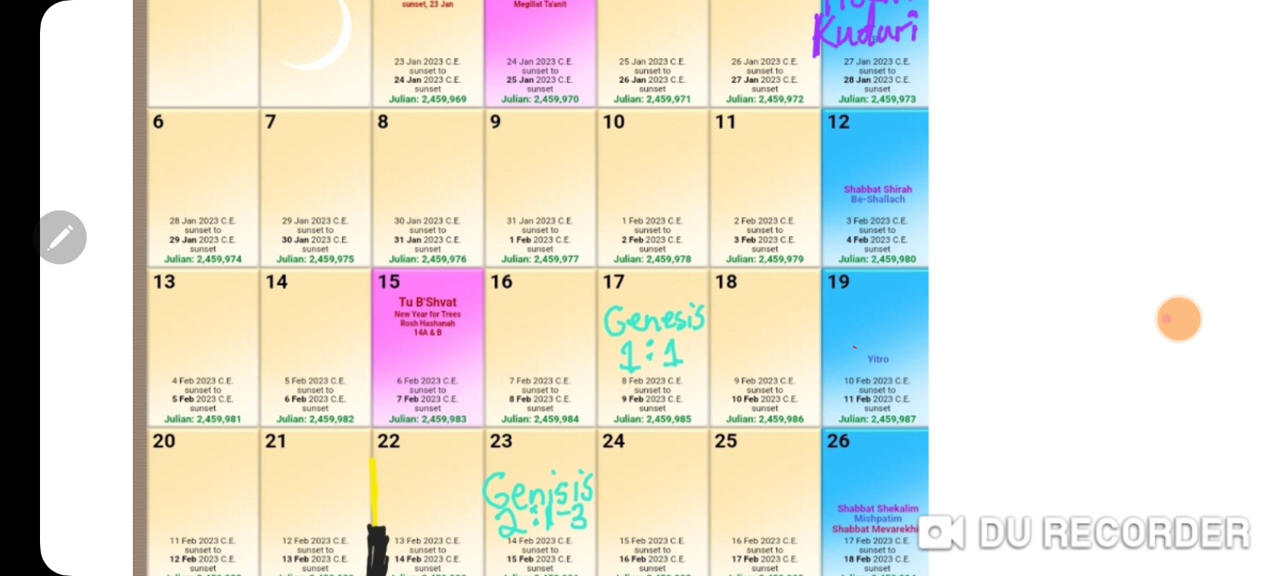 sunset, 23 Jan
Megillat Ta'anit
Kuduri
23 Jan 2023 C.E.
sunset to
24 Jan 2023 C.E.
sunset
Julian: 2,459,969
24 Jan 2023 C.E.
sunset to
25 Jan 2023 C.E.
sunset
Julian: 2,459,970
25 Jan 2023 C.E.
sunset to
26 Jan 2023 C.E.
sunset
Julian: 2,459,971
26 Jan 2023 C.E.
sunset to
27 Jan 2023 C.E.
sunset
Julian: 2,459,972
27 Jan 2023 C.E.
sunset to
28 Jan 2023 C.E.
sunset
Julian: 2,459,973
6
28 Jan 2023 C.E.
sunset to
29 Jan 2023 C.E.
sunset
Julian: 2,459,974
7
29 Jan 2023 C.E.
sunset to
30 Jan 2023 C.E.
sunset
Julian: 2,459,975
8
30 Jan 2023 C.E.
sunset to
31 Jan 2023 C.E.
sunset
Julian: 2,459,976
9
31 Jan 2023 C.E.
sunset to
1 Feb 2023 C.E.
sunset
Julian: 2,459,977
10
1 Feb 2023 C.E.
sunset to
2 Feb 2023 C.E.
sunset
Julian: 2,459,978
11
2 Feb 2023 C.E.
sunset to
3 Feb 2023 C.E.
sunset
Julian: 2,459,979
12
Shabbat Shirah
Be-Shallach
3 Feb 2023 C.E.
sunset to
4 Feb 2023 C.E.
sunset
Julian: 2,459,980
13
4 Feb 2023 C.E.
sunset to
5 Feb 2023 C.E.
sunset
Julian: 2,459,981
14
5 Feb 2023 C.E.
sunset to
6 Feb 2023 C.E.
sunset
Julian: 2,459,982
15
Tu B'Shvat
New Year for Trees
Rosh Hashanah
14A & B
6 Feb 2023 C.E.
sunset to
7 Feb 2023 C.E.
sunset
Julian: 2,459,983
16
7 Feb 2023 C.E.
sunset to
8 Feb 2023 C.E.
sunset
Julian: 2,459,984
17
Genesis
1:1
8 Feb 2023 C.E.
sunset to
9 Feb 2023 C.E.
sunset
Julian: 2,459,985
18
9 Feb 2023 C.E.
sunset to
10 Feb 2023 C.E.
sunset
Julian: 2,459,986
19
Yitro
10 Feb 2023 C.E.
sunset to
11 Feb 2023 C.E.
sunset
Julian: 2,459,987
20
11 Feb 2023 C.E.
sunset to
12 Feb 2023 C.E.
sunset
21
12 Feb 2023 C.E.
sunset to
13 Feb 2023 C.E.
sunset
22
13 Feb 2023 C.E.
sunset to
14 Feb 2023 C.E.
sunset
23
Genisis
2:1-3
14 Feb 2023 C.E.
sunset to
15 Feb 2023 C.E.
sunset
24
15 Feb 2023 C.E.
sunset to
16 Feb 2023 C.E.
sunset
25
16 Feb 2023 C.E.
sunset to
17 Feb 2023 C.E.
sunset
26
Shabbat Shekalim
Mishpatim
Shabbat Mevarekhi
17 Feb 2023 C.E.
sunset to
18 Feb 2023 C.E.
sunset
DU RECORDER